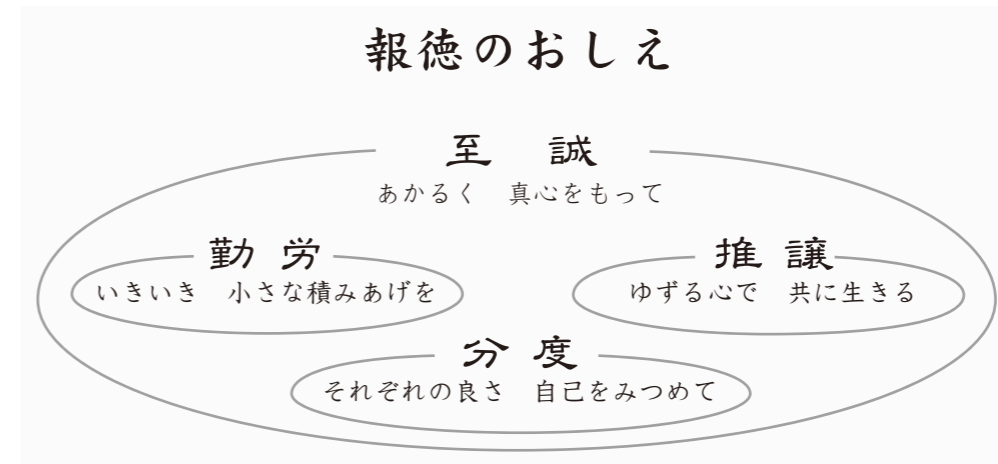 報徳のおしえ
至　誠
あかるく　真心をもって
勤　労
いきいき　小さな積みあげを
推　譲
ゆずる心で　共に生きる
分　度
それぞれの良さ　自己をみつめて